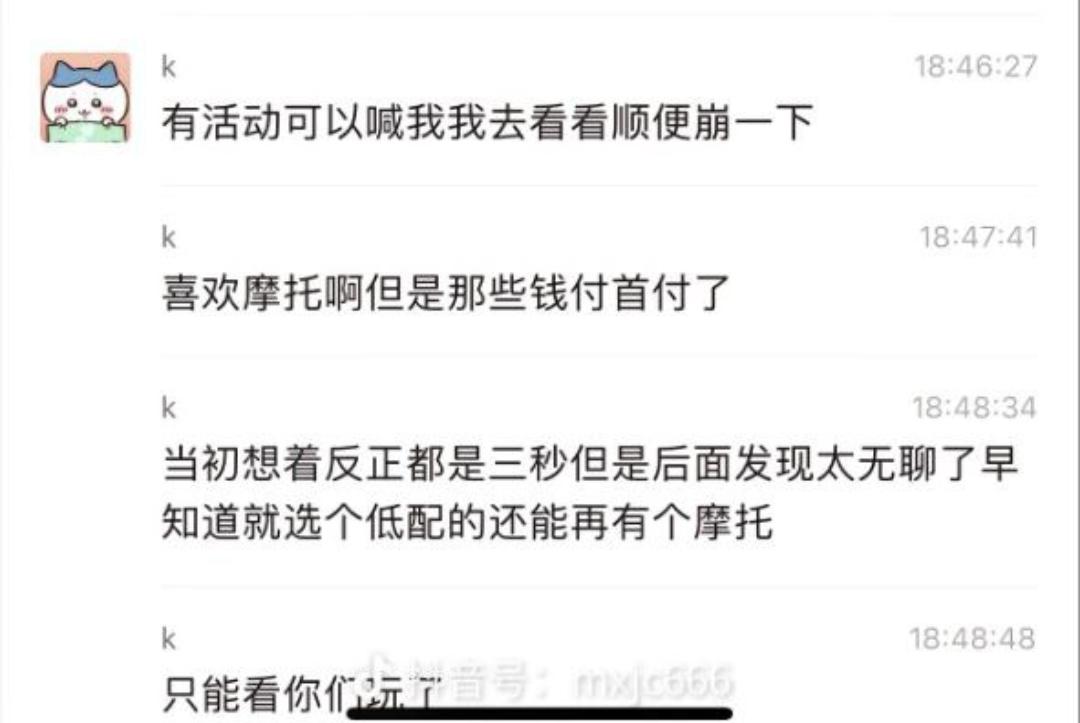 k
18:46:27
有活动可以喊我我去看看顺便崩一下
k
18:47:41
喜欢摩托啊但是那些钱付首付了
k
18:48:34
当初想着反正都是三秒但是后面发现太无聊了早
知道就选个低配的还能再有个摩托
k
18:48:48
只能看你们玩了
抖音号：mxjc666